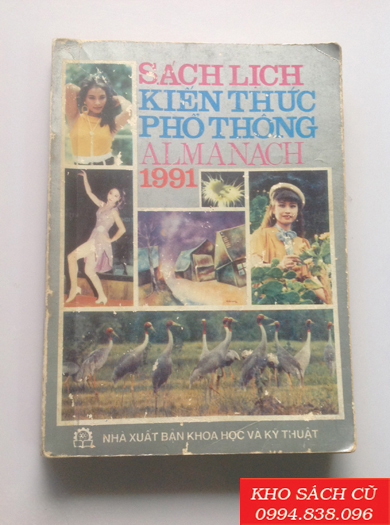 SÁCH LỊCH
KIẾN THỨC
PHỔ THÔNG
ALMANACH
1991
NHÀ XUẤT BẢN KHOA HỌC VÀ KỸ THUẬT
KHO SÁCH CŨ
0994.838.096